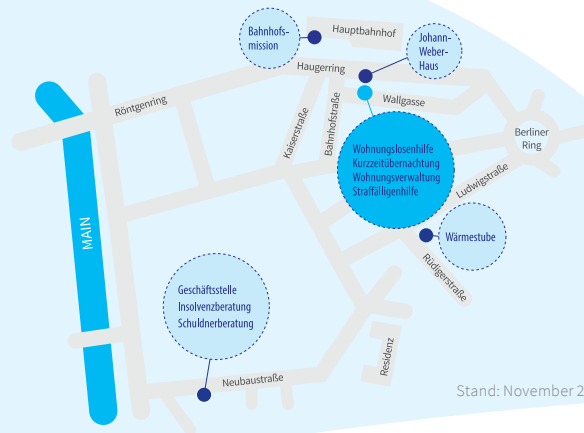 Bahnhofs-
mission
Hauptbahnhof
Johann-
Weber-
Haus
Haugerring
Röntgenring
Wallgasse
Kaiserstraße
Bahnhofstraße
Berliner
Ring
Wohnungslosenhilfe
Kurzzeitübernachtung
Wohnungsverwaltung
Straffälligenhilfe
Ludwigstraße
MAIN
Wärmestube
Rüdigerstraße
Geschäftsstelle
Insolvenzberatung
Schuldnerberatung
Residenz
Neubaustraße
Stand: November 2